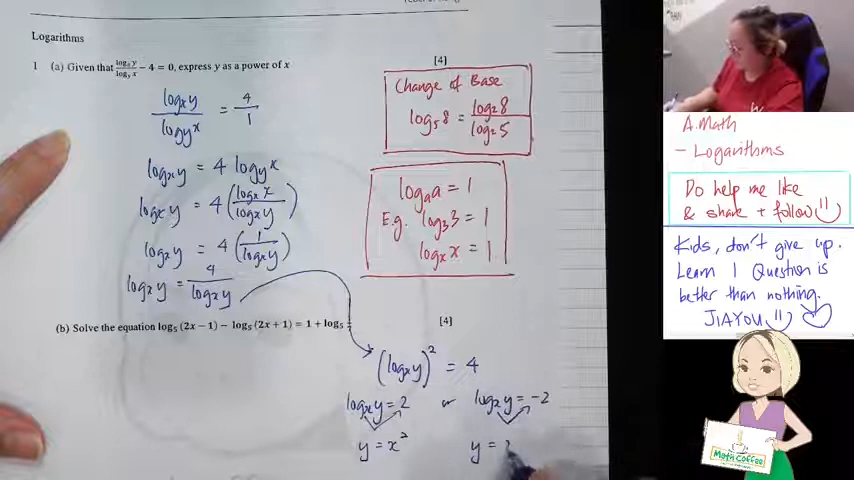 Logarithms
1 (a) Given that log_x y / log_y x − 4 = 0, express y as a power of x
[4]
log_x y / log_y x = 4/1
log_x y = 4 log_y x
log_x y = 4 (log_x x / log_x y)
log_x y = 4 (1 / log_x y)
log_x y = 4 / log_x y
Change of Base
log_5 8 = log_2 8 / log_2 5
log_a a = 1
E.g. log_3 3 = 1
log_x x = 1
(b) Solve the equation log_5 (2x − 1) − log_5 (2x + 1) = 1 + log_5
[4]
(log_x y)^2 = 4
log_x y = 2 or log_x y = -2
y = x^2
y =
A.Math
- Logarithms
Do help me like
& share + follow
Kids, don't give up.
Learn 1 Question is
better than nothing.
JIAYOU
Math Coffee